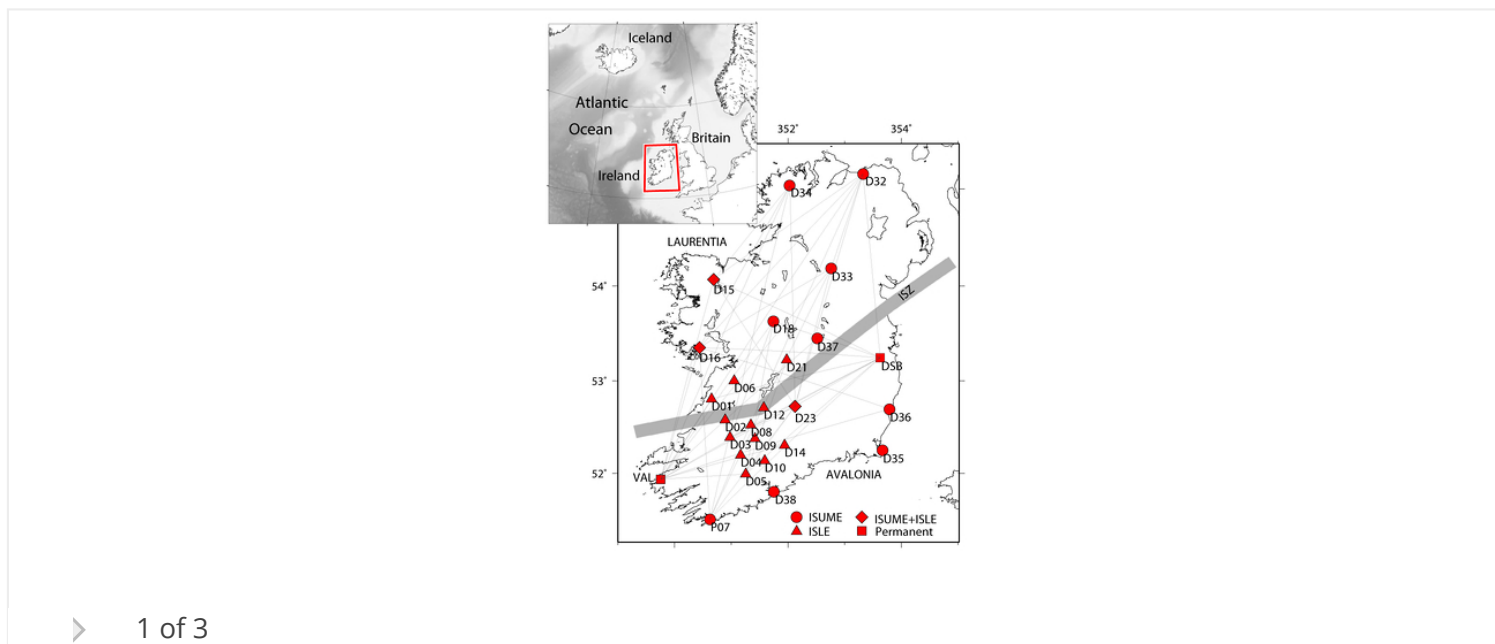 Iceland
Atlantic
Ocean
Britain
Ireland
352°
354°
D32
D34
LAURENTIA
D33
54°
D15
ISZ
D18
D37
D16
DSB
D21
53°
D06
D01
D12
D23
D36
D02
D08
D03
D09
D14
D04
D10
D35
52°
VAL
D05
AVALONIA
D38
P07
ISUME
ISUME+ISLE
ISLE
Permanent
1 of 3